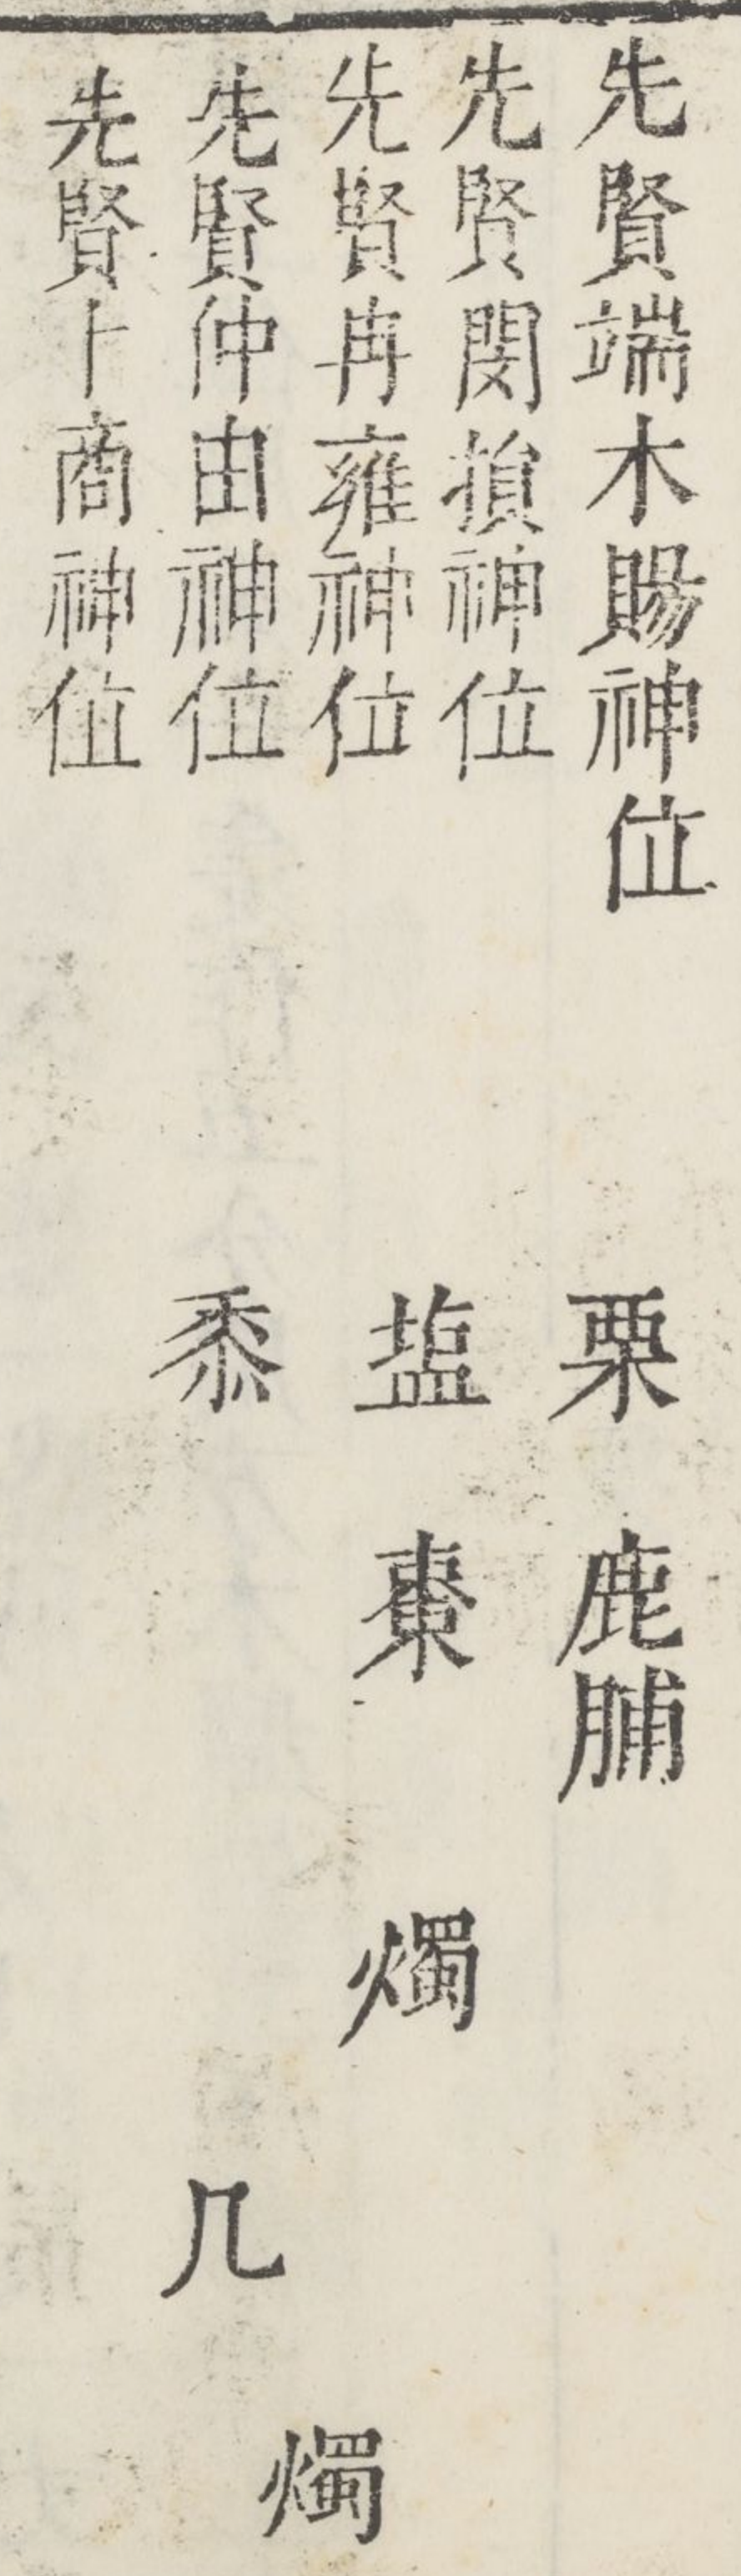 先賢端木賜神位
先賢閔損神位
先賢冉雍神位
先賢仲由神位
先賢卜商神位
栗 鹿脯
塩 棗 燭
黍 几
燭